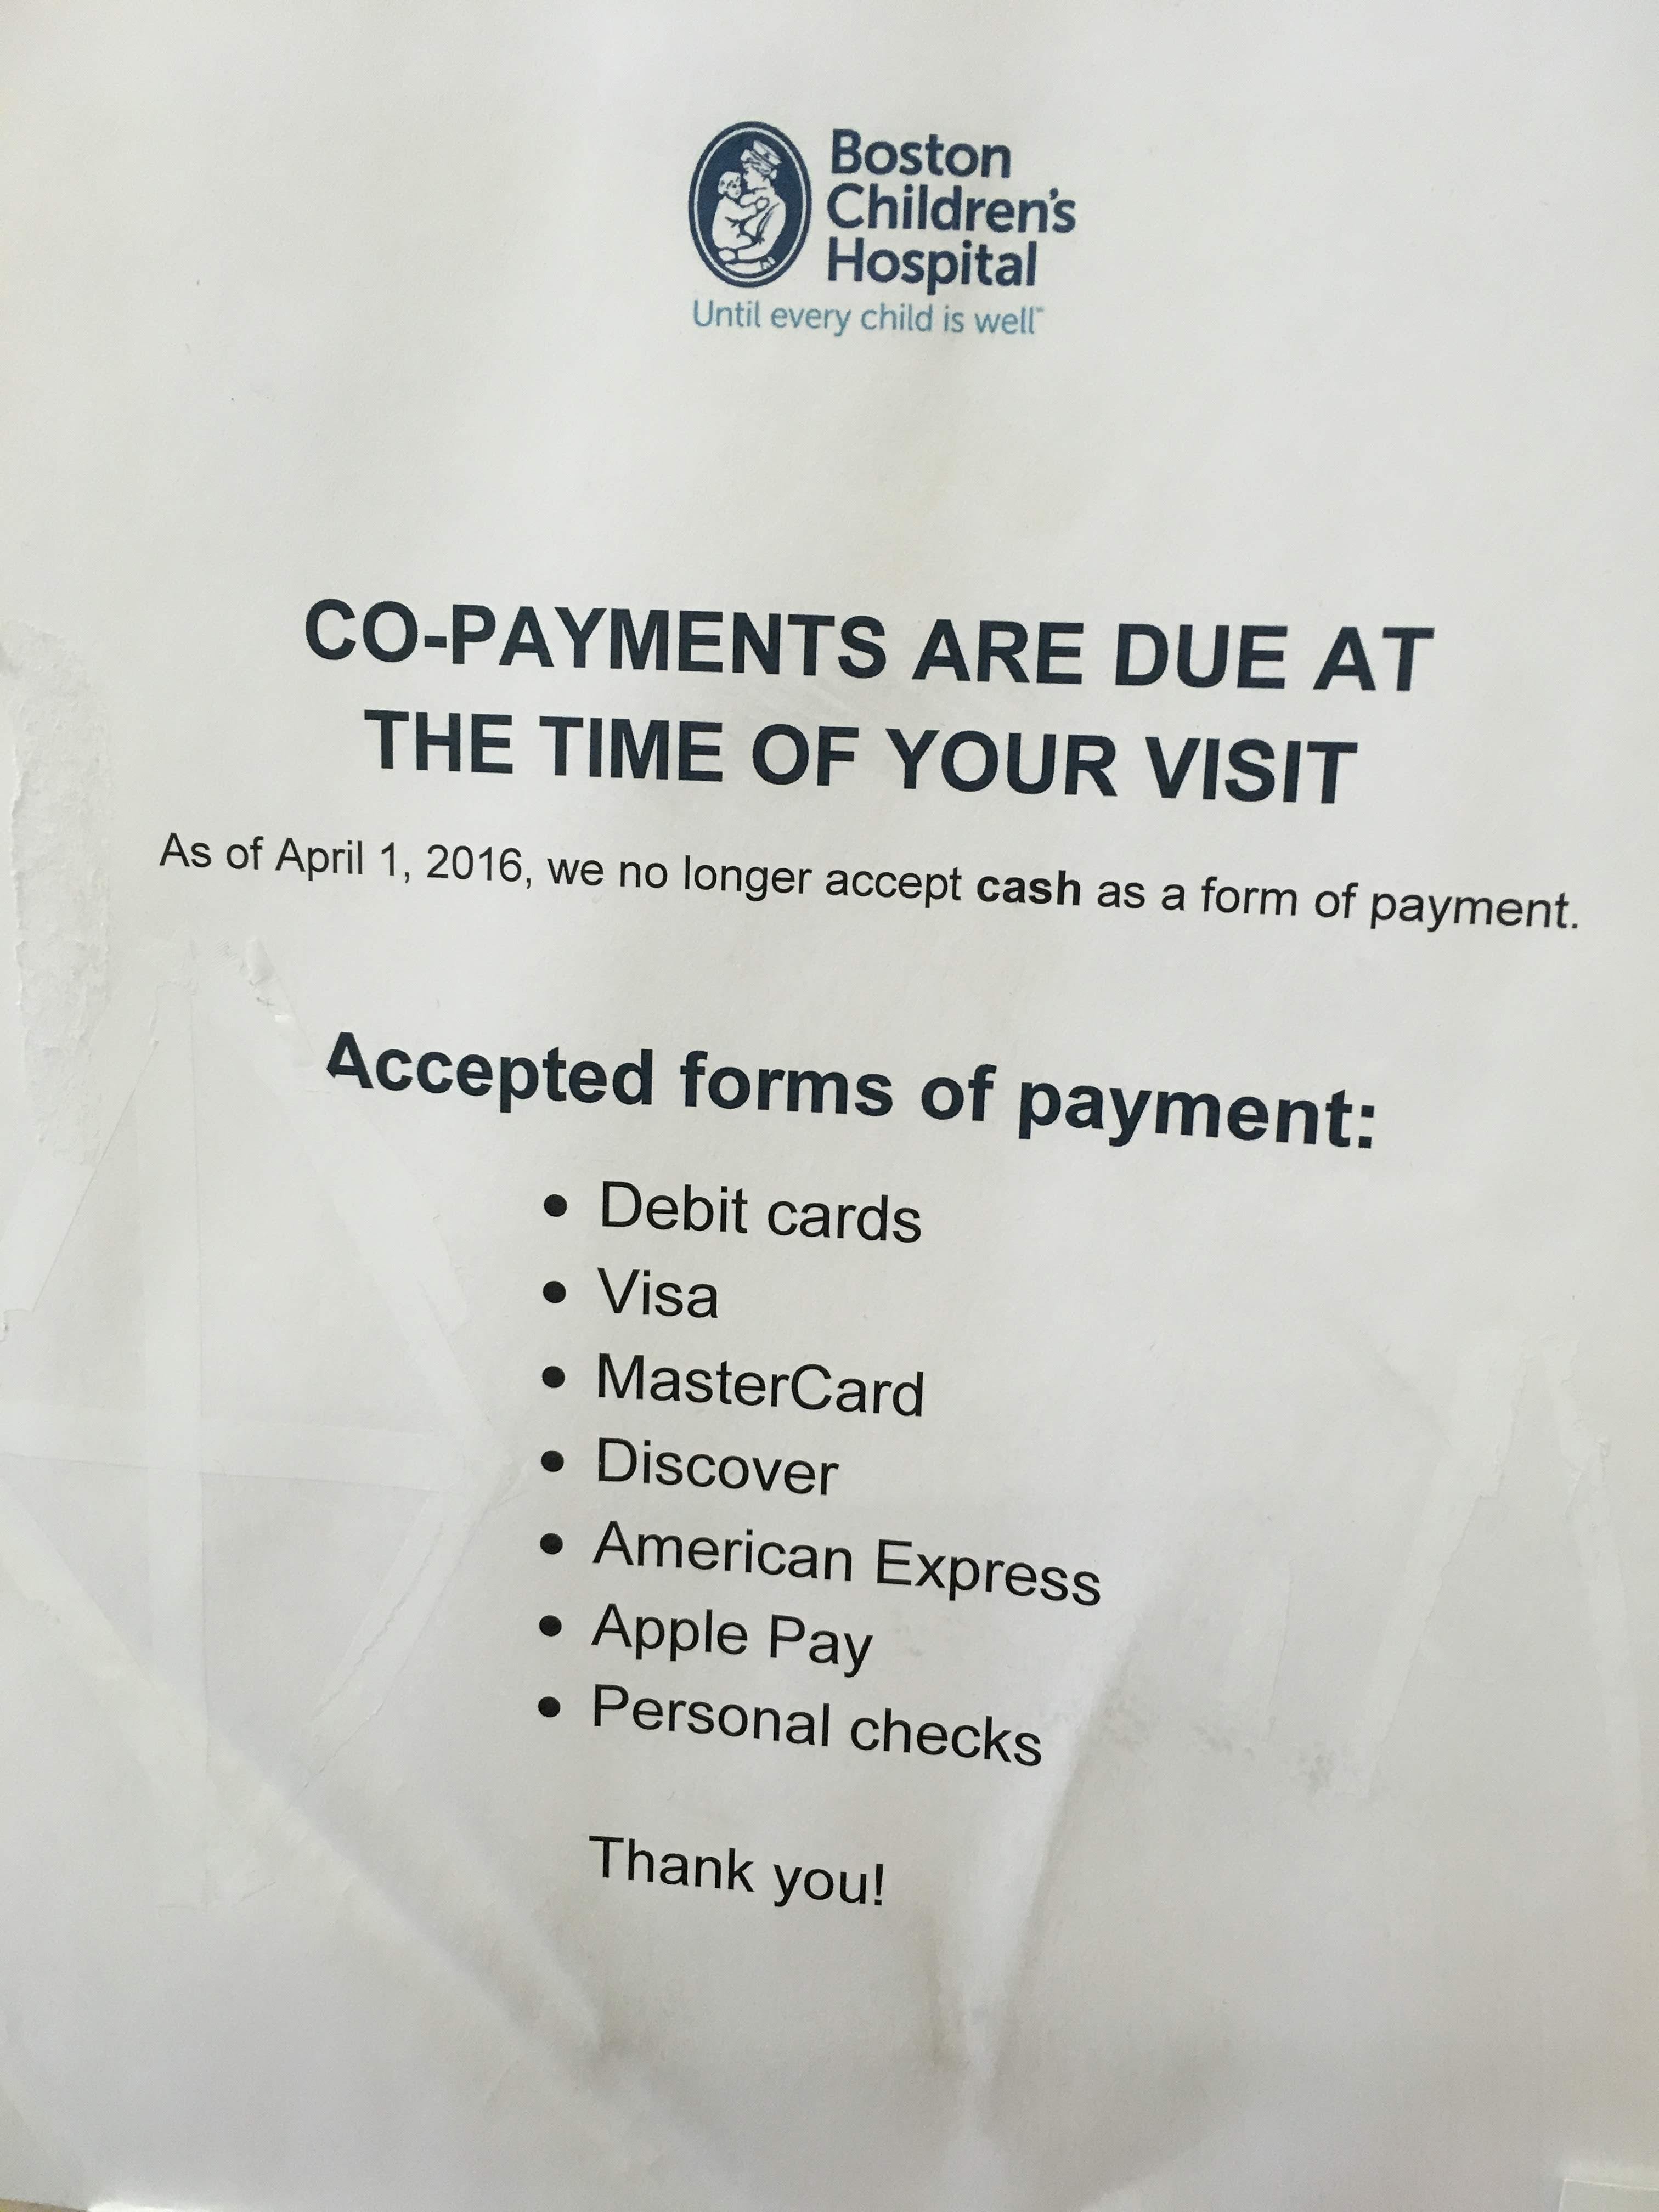 Boston
Children's
Hospital
Until every child is well™
CO-PAYMENTS ARE DUE AT
THE TIME OF YOUR VISIT
As of April 1, 2016, we no longer accept cash as a form of payment.
Accepted forms of payment:
• Debit cards
• Visa
• MasterCard
• Discover
• American Express
• Apple Pay
• Personal checks
Thank you!